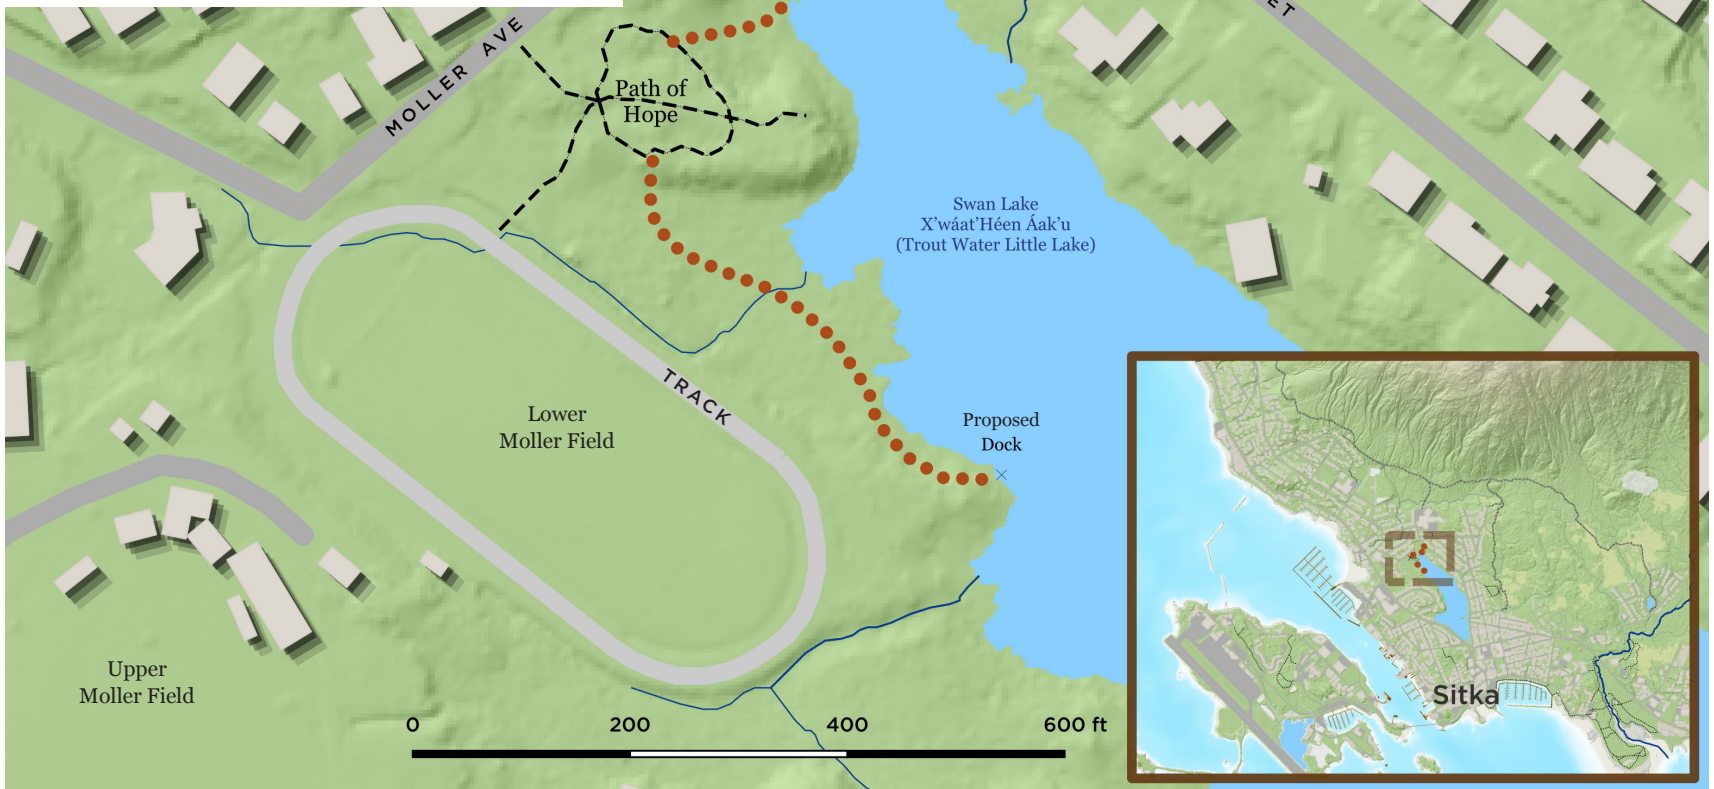 MOLLER AVE
ET
Path of
Hope
Swan Lake
X’wáat’Héen Áak’u
(Trout Water Little Lake)
TRACK
Lower
Moller Field
Proposed
Dock
Upper
Moller Field
0 200 400 600 ft
Sitka